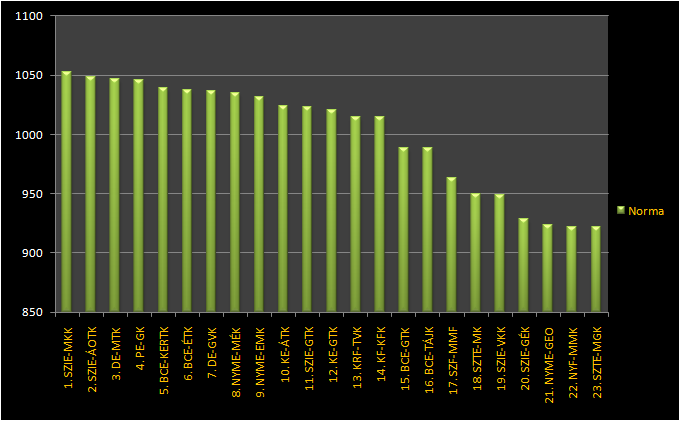 1100
1050
1000
950
900
850
1. SZIE-MKK
2. SZIE-ÁOTK
3. DE-MTK
4. PE-GK
5. BCE-KERTK
6. BCE-ÉTK
7. DE-GVK
8. NYME-MÉK
9. NYME-EMK
10. KE-ÁTK
11. SZIE-GTK
12. KE-GTK
13. KRF-TVK
14. KF-KFK
15. BCE-GTK
16. BCE-TÁJK
17. SZF-MMF
18. SZTE-MK
19. SZIE-VKK
20. SZIE-GÉK
21. NYME-GEO
22. NYF-MMK
23. SZTE-MGK
Norma